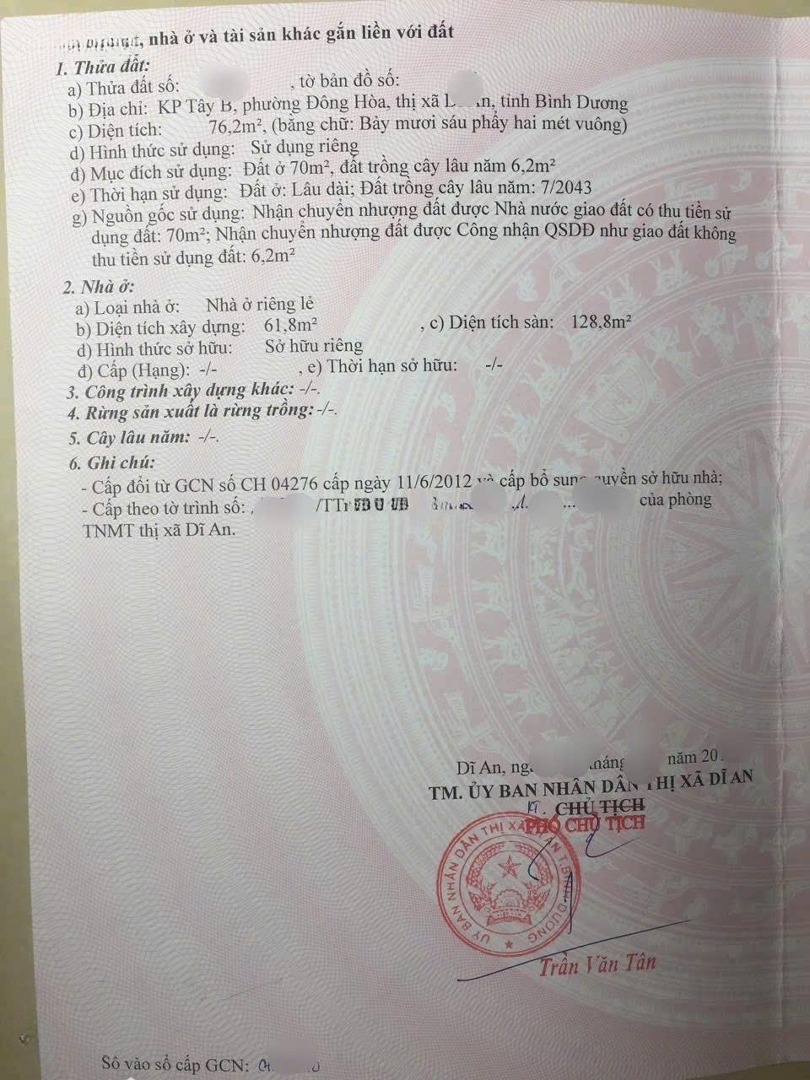 , nhà ở và tài sản khác gắn liền với đất
1. Thửa đất:
a) Thửa đất số: , tờ bản đồ số:
b) Địa chỉ: KP Tây B, phường Đông Hòa, thị xã , tỉnh Bình Dương
c) Diện tích: 76,2m², (bằng chữ: Bảy mươi sáu phẩy hai mét vuông)
d) Hình thức sử dụng: Sử dụng riêng
đ) Mục đích sử dụng: Đất ở 70m², đất trồng cây lâu năm 6,2m²
e) Thời hạn sử dụng: Đất ở: Lâu dài; Đất trồng cây lâu năm: 7/2043
g) Nguồn gốc sử dụng: Nhận chuyển nhượng đất được Nhà nước giao đất có thu tiền sử
dụng đất: 70m²; Nhận chuyển nhượng đất được Công nhận QSDĐ như giao đất không
thu tiền sử dụng đất: 6,2m²
2. Nhà ở:
a) Loại nhà ở: Nhà ở riêng lẻ
b) Diện tích xây dựng: 61,8m² , c) Diện tích sàn: 128,8m²
d) Hình thức sở hữu: Sở hữu riêng
đ) Cấp (Hạng): -/- , e) Thời hạn sở hữu: -/-
3. Công trình xây dựng khác: -/-.
4. Rừng sản xuất là rừng trồng: -/-.
5. Cây lâu năm: -/-.
6. Ghi chú:
- Cấp đổi từ GCN số CH 04276 cấp ngày 11/6/2012 và cấp bổ sung quyền sở hữu nhà;
- Cấp theo tờ trình số: của phòng
TNMT thị xã Dĩ An.
Dĩ An, năm 20
TM. ỦY BAN NHÂN DÂN THỊ XÃ DĨ AN
KT. CHỦ TỊCH
PHÓ CHỦ TỊCH
ỦY BAN NHÂN DÂN THỊ XÃ DĨ AN T.BÌNH DƯƠNG
Trần Văn Tân
Số vào sổ cấp GCN: